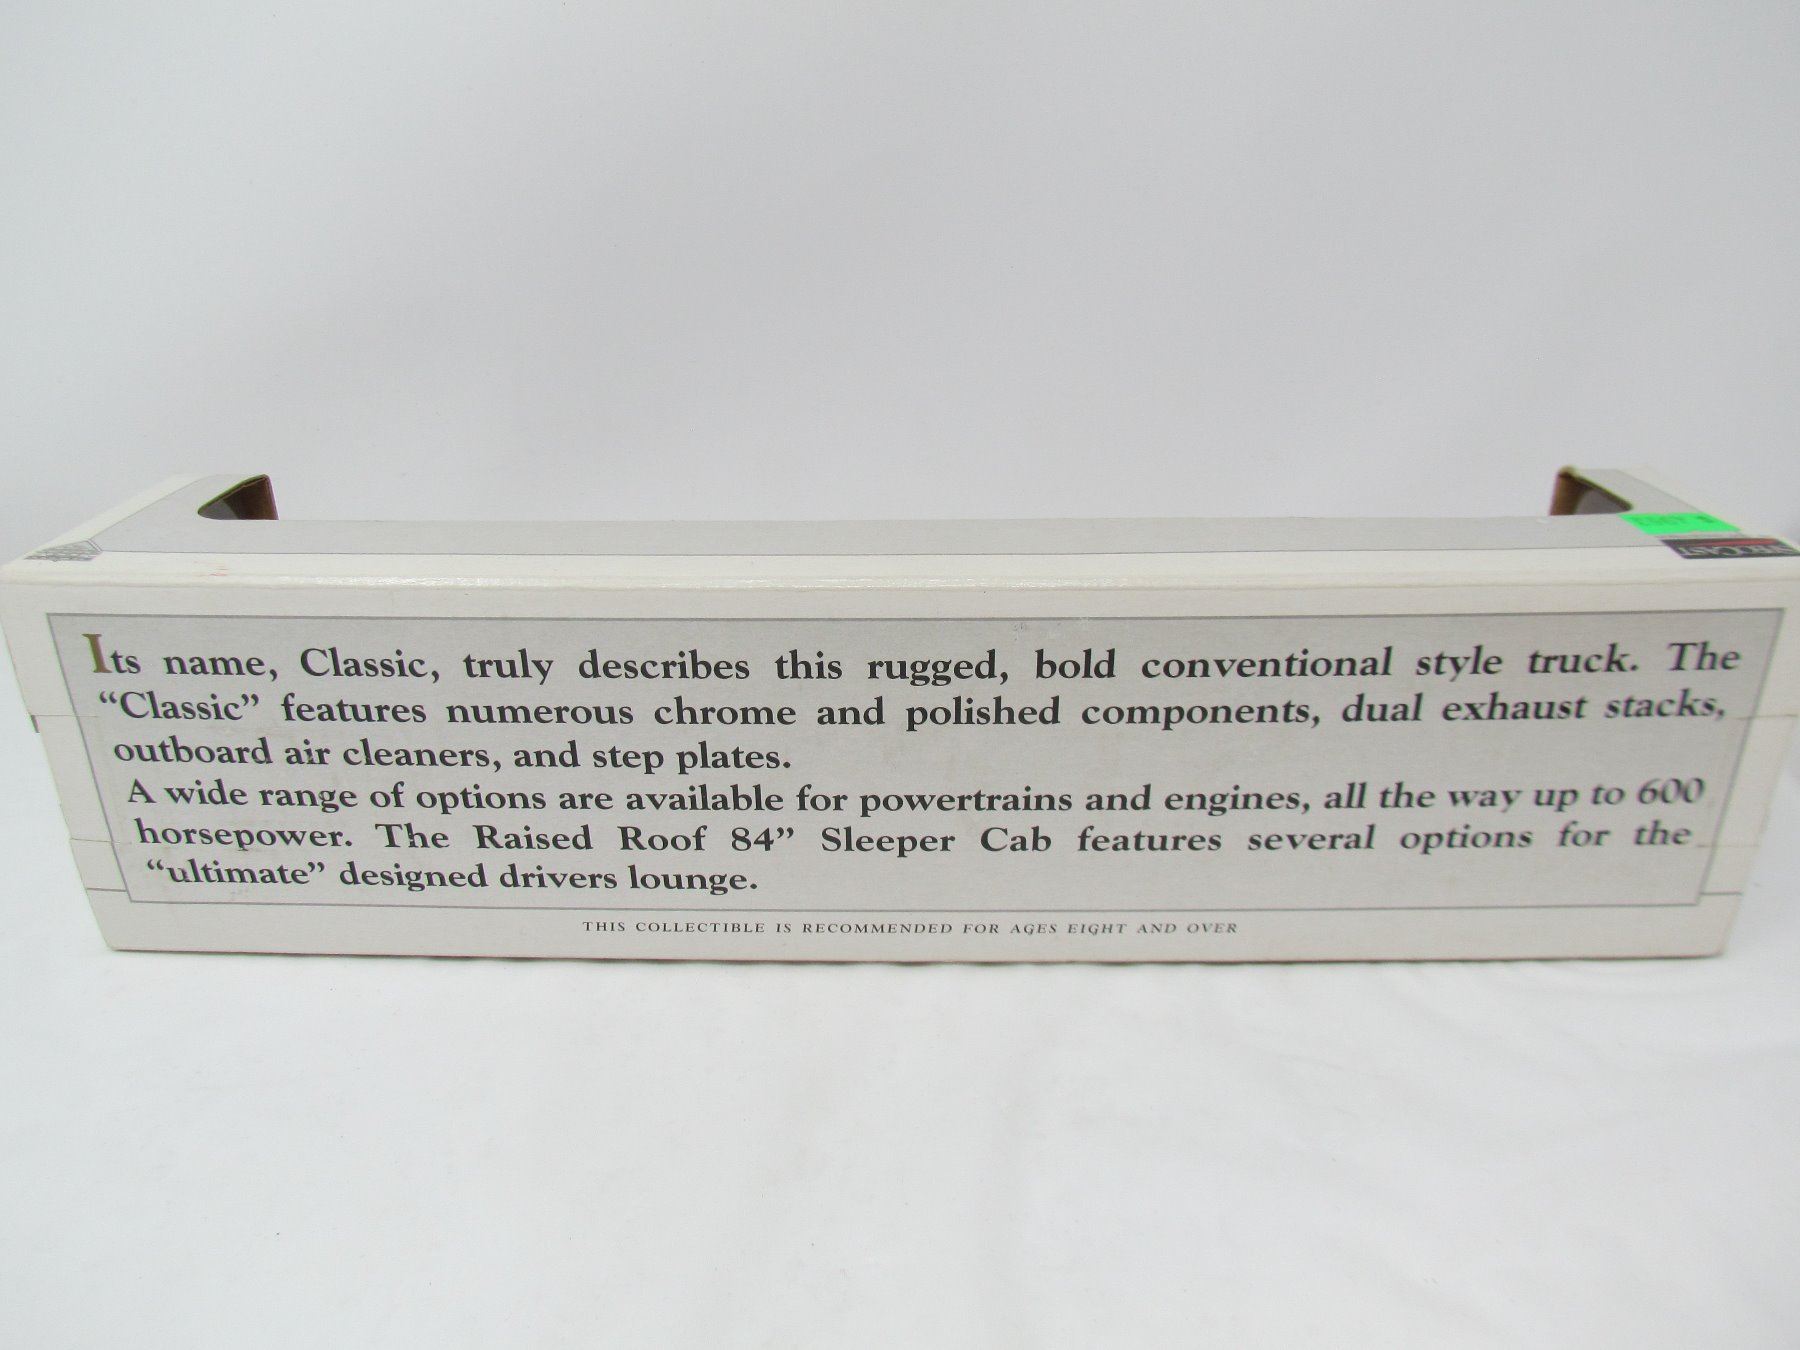 SPECCAST
Its name, Classic, truly describes this rugged, bold conventional style truck. The
“Classic” features numerous chrome and polished components, dual exhaust stacks,
outboard air cleaners, and step plates.
A wide range of options are available for powertrains and engines, all the way up to 600
horsepower. The Raised Roof 84” Sleeper Cab features several options for the
“ultimate” designed drivers lounge.
THIS COLLECTIBLE IS RECOMMENDED FOR AGES EIGHT AND OVER